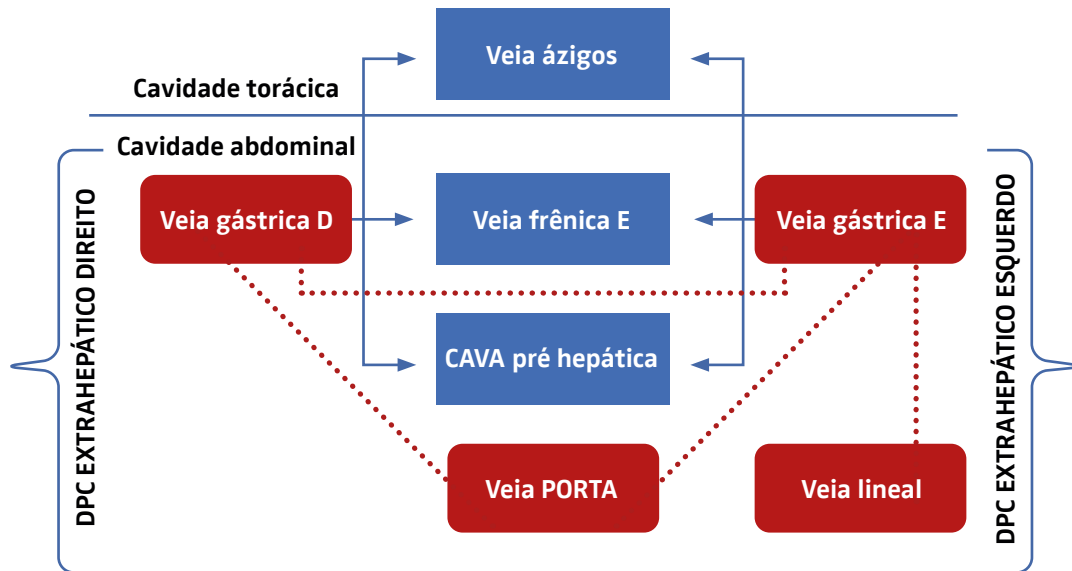 Veia ázigos
Cavidade torácica
Cavidade abdominal
Veia gástrica D
Veia frênica E
Veia gástrica E
CAVA pré hepática
Veia PORTA
Veia lineal
DPC EXTRAHEPÁTICO DIREITO
DPC EXTRAHEPÁTICO ESQUERDO